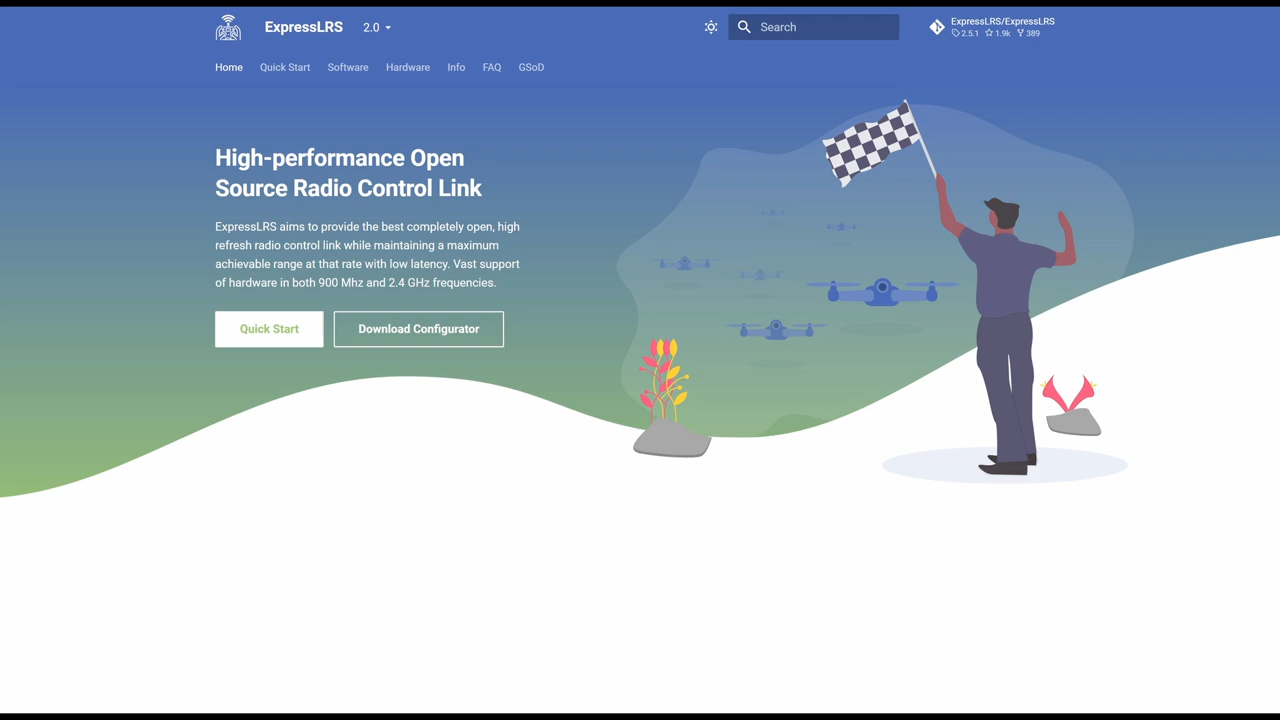 ExpressLRS
2.0
Search
ExpressLRS/ExpressLRS
2.5.1 1.9k 389
Home Quick Start Software Hardware Info FAQ GSoD
High-performance Open
Source Radio Control Link
ExpressLRS aims to provide the best completely open, high
refresh radio control link while maintaining a maximum
achievable range at that rate with low latency. Vast support
of hardware in both 900 Mhz and 2.4 GHz frequencies.
Quick Start
Download Configurator